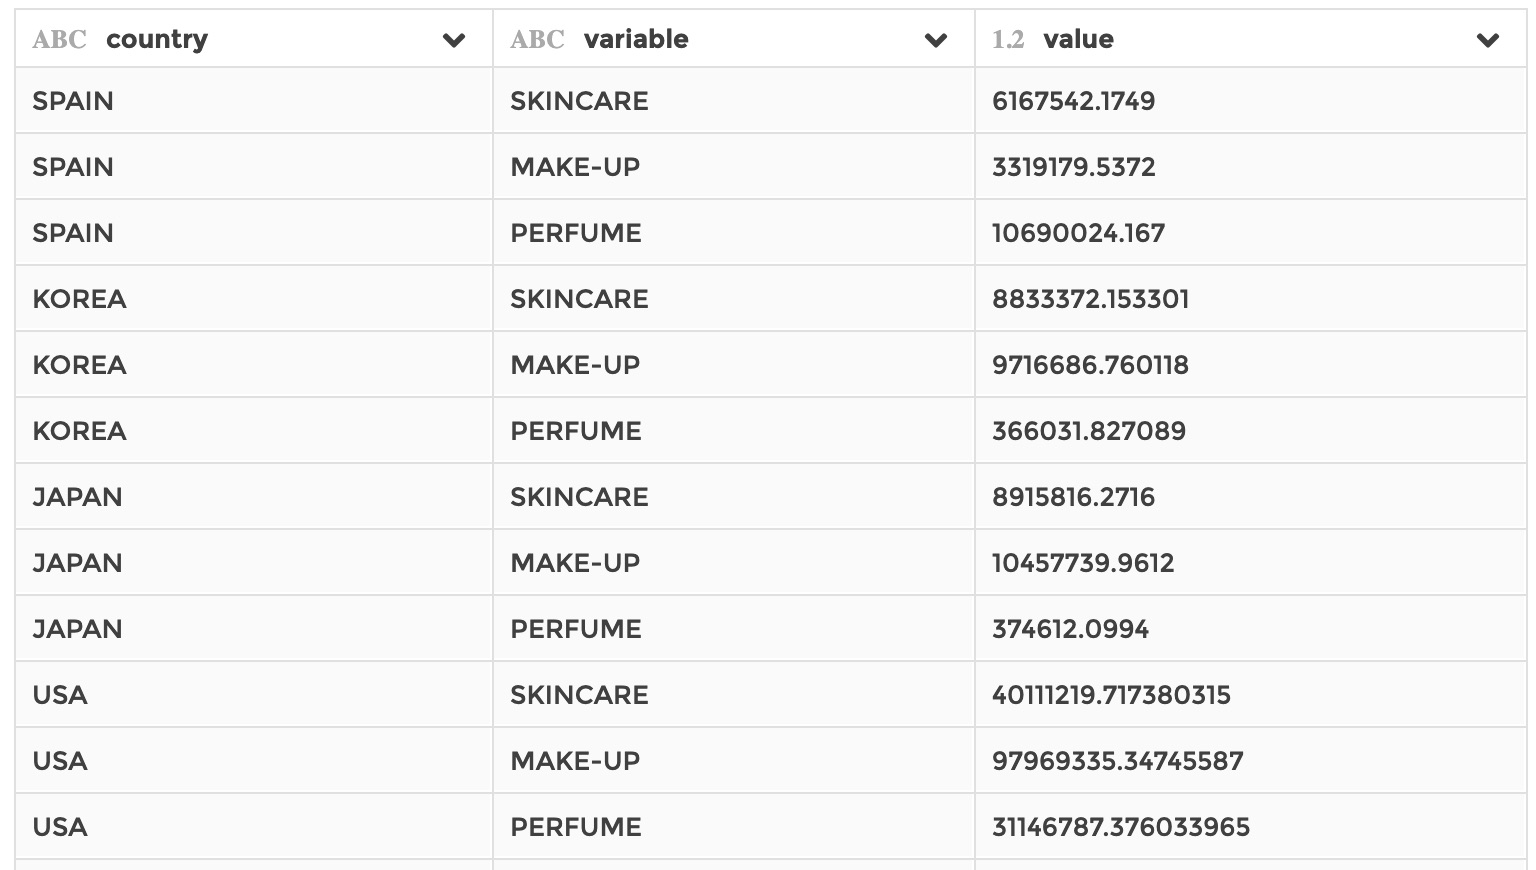 ABC country ABC variable 1.2 value
SPAIN SKINCARE 6167542.1749
SPAIN MAKE-UP 3319179.5372
SPAIN PERFUME 10690024.167
KOREA SKINCARE 8833372.153301
KOREA MAKE-UP 9716686.760118
KOREA PERFUME 366031.827089
JAPAN SKINCARE 8915816.2716
JAPAN MAKE-UP 10457739.9612
JAPAN PERFUME 374612.0994
USA SKINCARE 40111219.717380315
USA MAKE-UP 97969335.34745587
USA PERFUME 31146787.376033965